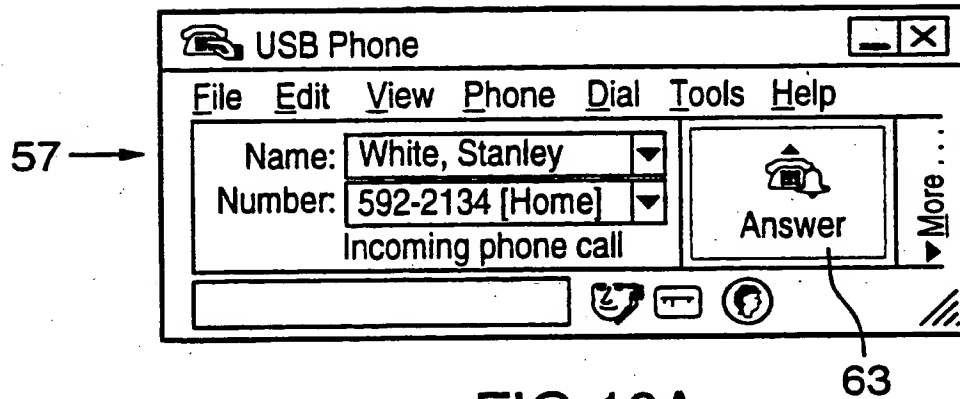 USB Phone
File Edit View Phone Dial Tools Help
57
Name: White, Stanley
Number: 592-2134 [Home]
Incoming phone call
Answer
More...
63